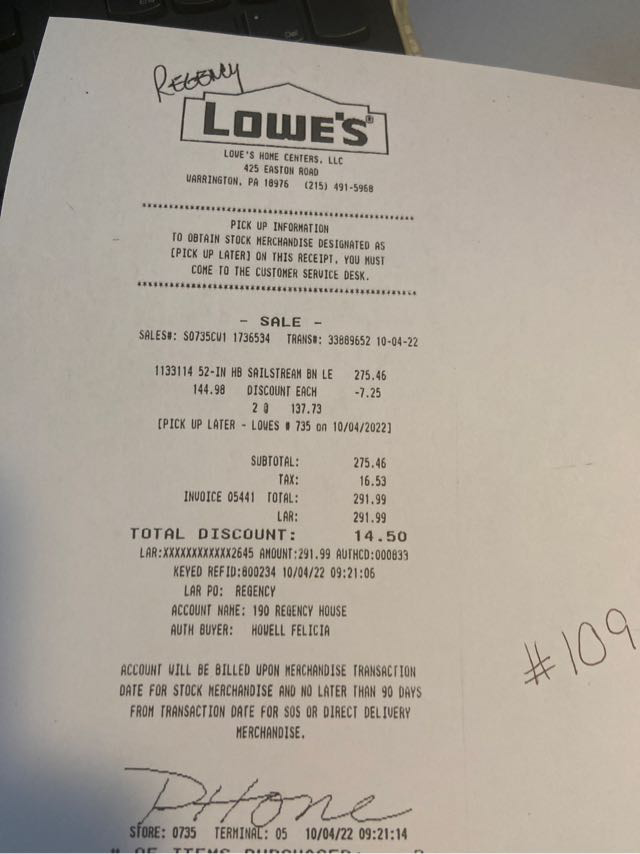 REGENCY
LOWE'S®
LOWE'S HOME CENTERS, LLC
425 EASTON ROAD
WARRINGTON, PA 18976 (215) 491-5968
PICK UP INFORMATION
TO OBTAIN STOCK MERCHANDISE DESIGNATED AS
[PICK UP LATER] ON THIS RECEIPT, YOU MUST
COME TO THE CUSTOMER SERVICE DESK.
- SALE -
SALES#: S0735CW1 1736534 TRANS#: 33889652 10-04-22
1133114 52-IN HB SAILSTREAM BN LE 275.46
144.98 DISCOUNT EACH -7.25
2 @ 137.73
[PICK UP LATER - LOWES # 735 on 10/04/2022]
SUBTOTAL: 275.46
TAX: 16.53
INVOICE 05441 TOTAL: 291.99
LAR: 291.99
TOTAL DISCOUNT: 14.50
LAR:XXXXXXXXXXXX2645 AMOUNT:291.99 AUTHCD:000833
KEYED REFID:800234 10/04/22 09:21:06
LAR PO: REGENCY
ACCOUNT NAME: 190 REGENCY HOUSE
AUTH BUYER: HOWELL FELICIA
#109
ACCOUNT WILL BE BILLED UPON MERCHANDISE TRANSACTION
DATE FOR STOCK MERCHANDISE AND NO LATER THAN 90 DAYS
FROM TRANSACTION DATE FOR SOS OR DIRECT DELIVERY
MERCHANDISE.
PHone
STORE: 0735 TERMINAL: 05 10/04/22 09:21:14
# OF ITEMS PURCHASED: